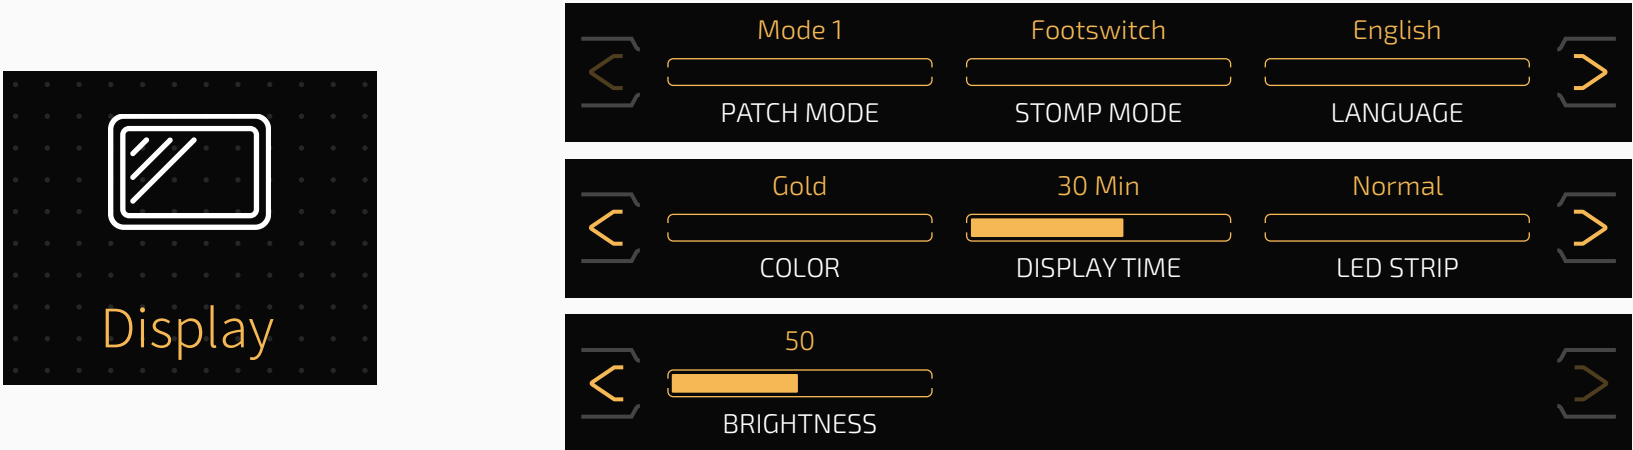 Display
Mode 1 Footswitch English
PATCH MODE STOMP MODE LANGUAGE
Gold 30 Min Normal
COLOR DISPLAY TIME LED STRIP
50
BRIGHTNESS